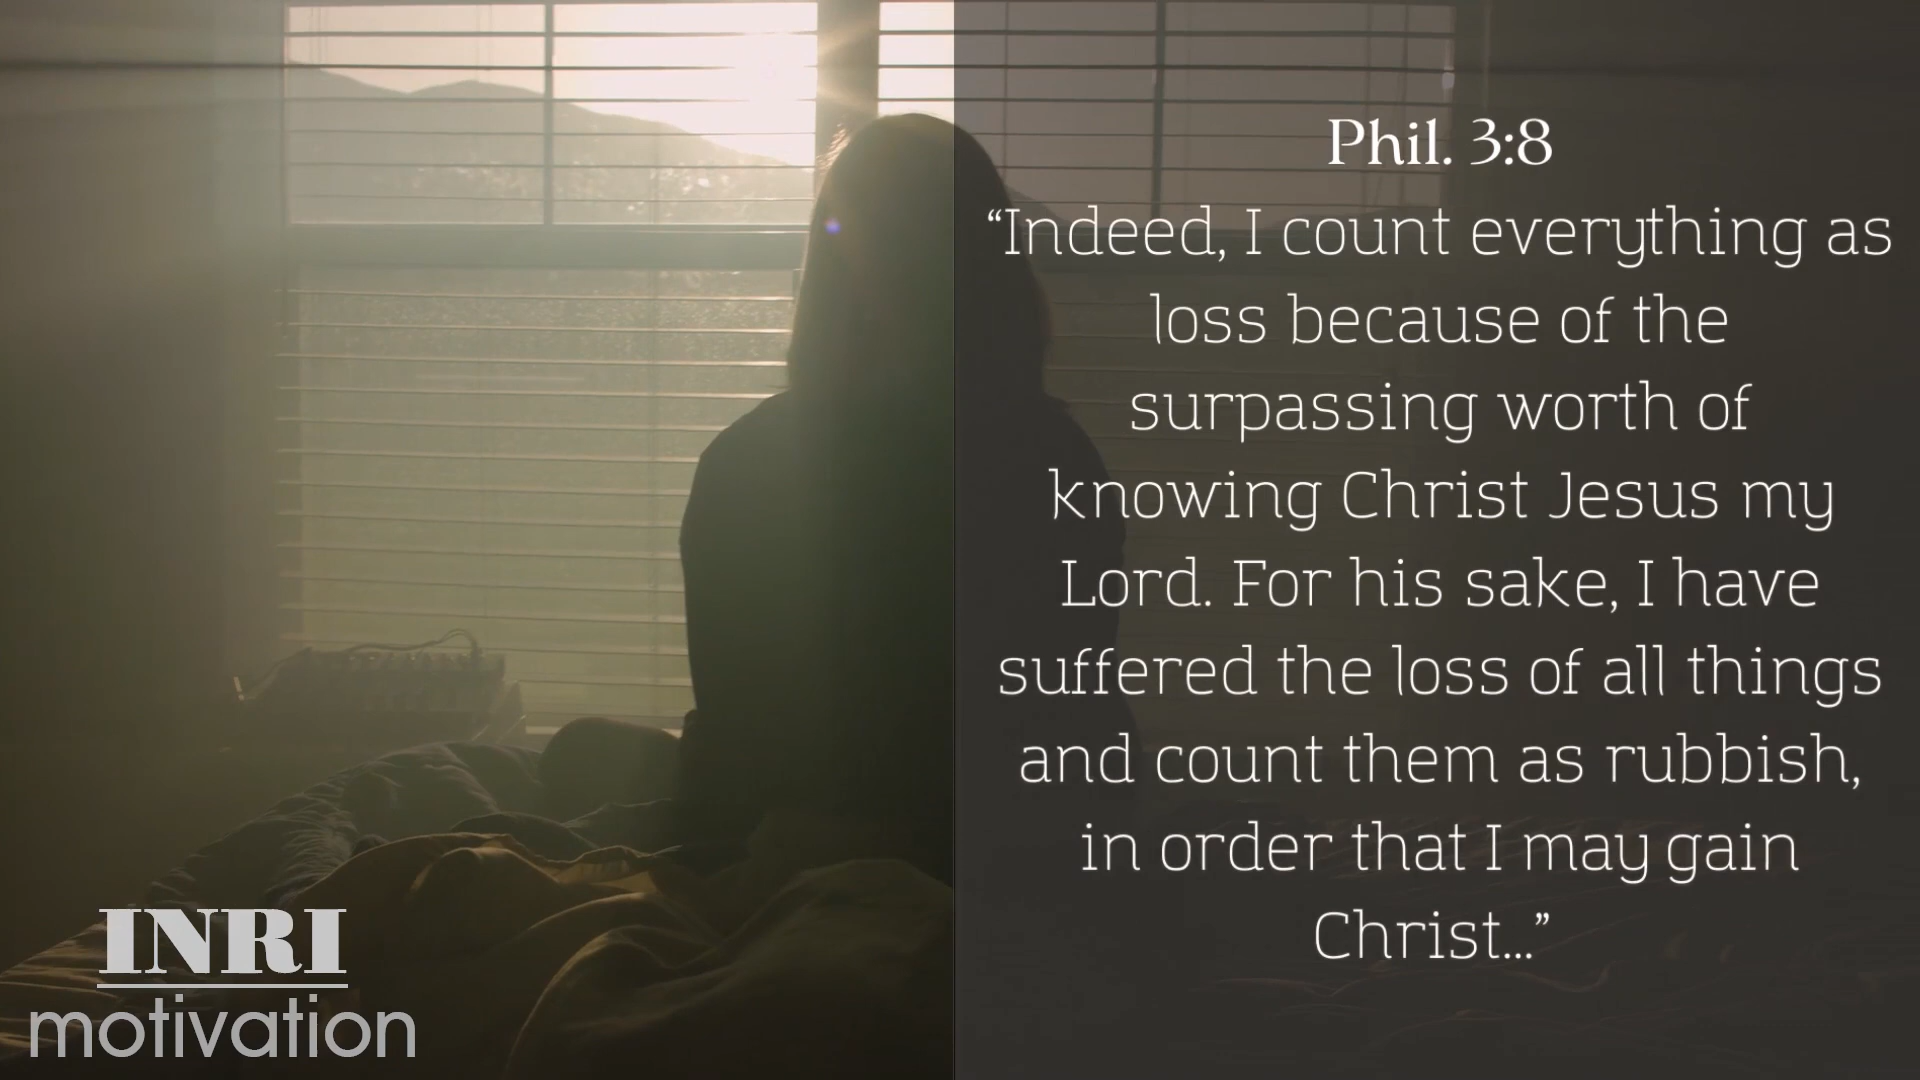 Phil. 3:8
“Indeed, I count everything as
loss because of the
surpassing worth of
knowing Christ Jesus my
Lord. For his sake, I have
suffered the loss of all things
and count them as rubbish,
in order that I may gain
Christ...”
INRI
motivation